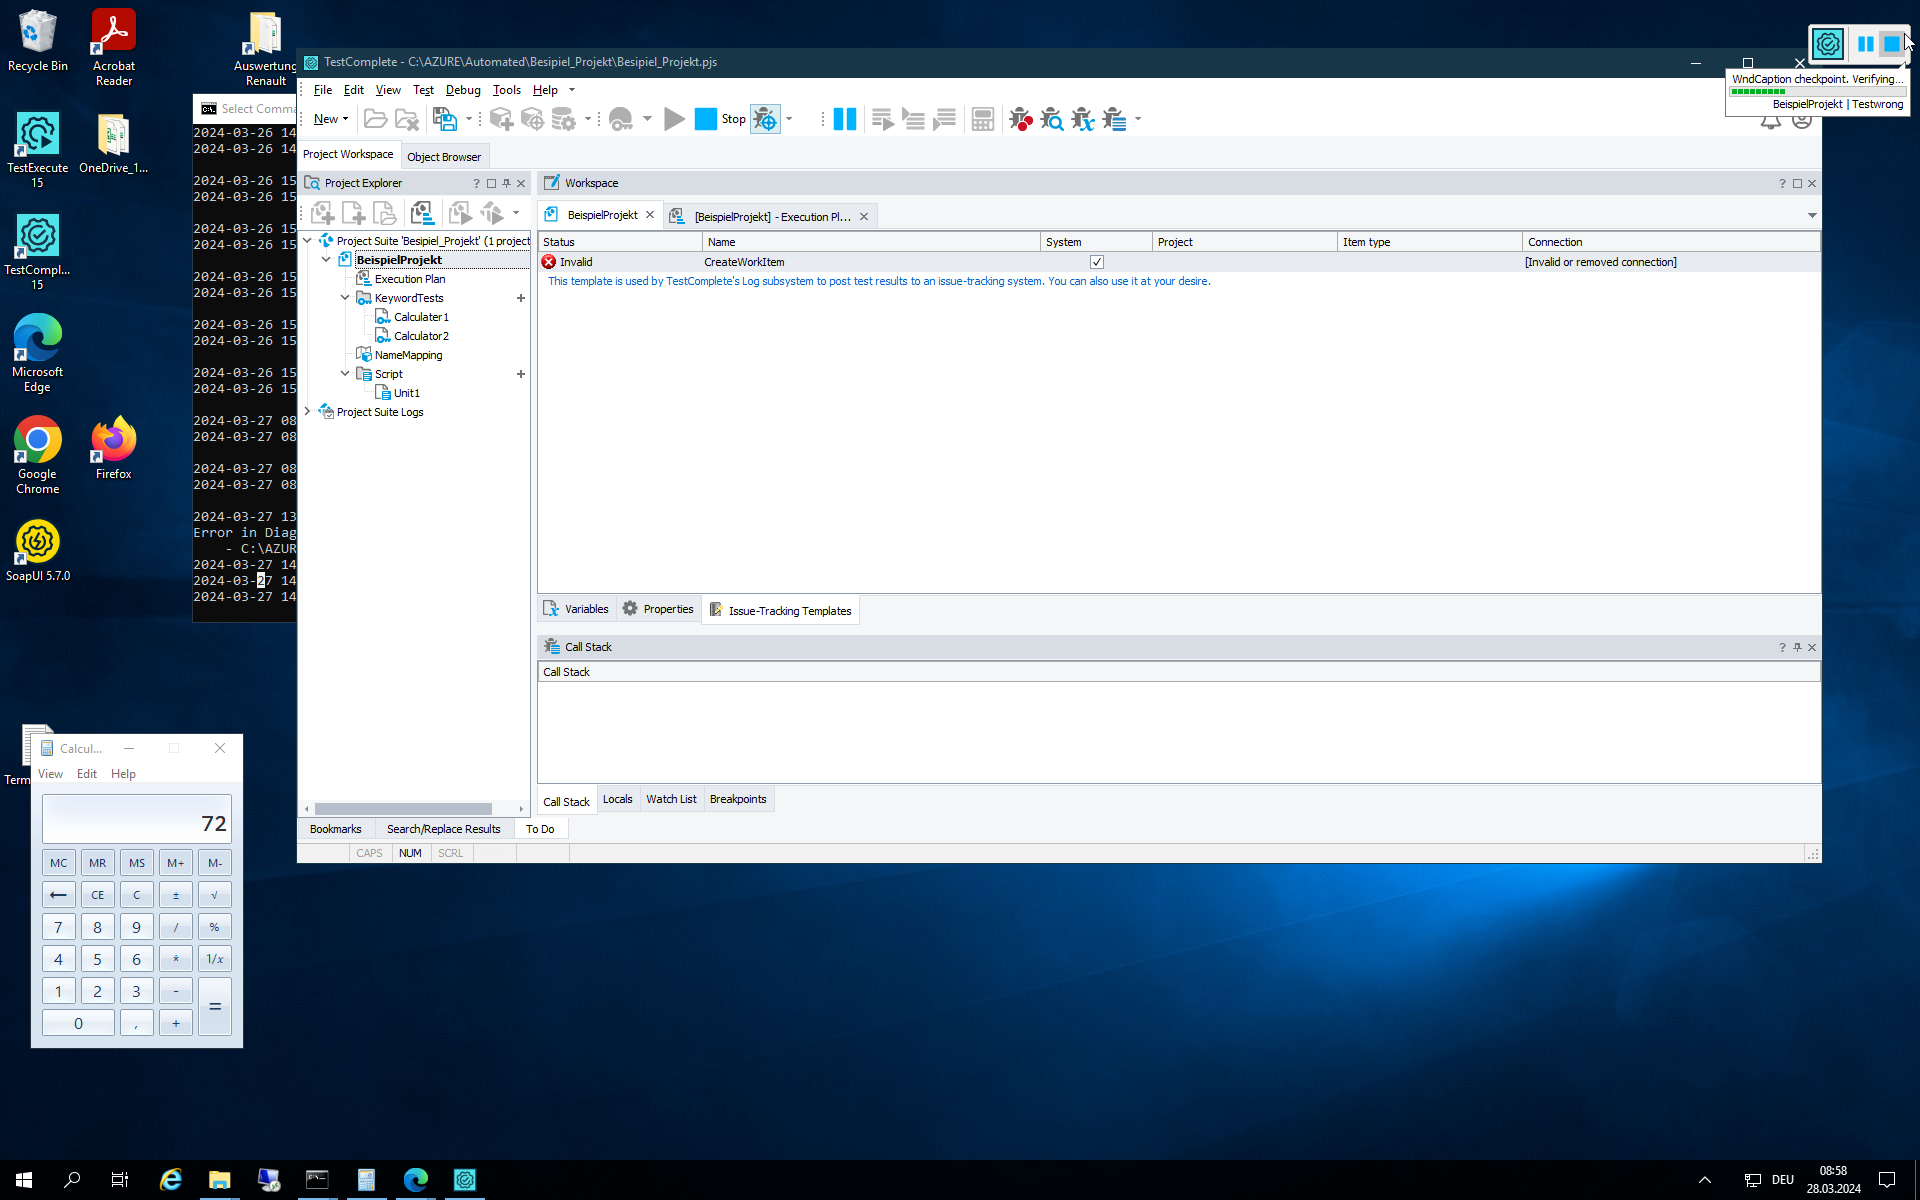 Recycle Bin
Acrobat Reader
Auswertung Renault
TestExecute 15
OneDrive_1...
TestCompl... 15
Microsoft Edge
Google Chrome
Firefox
SoapUI 5.7.0
Select Comma
2024-03-26 14
2024-03-26 14
2024-03-26 15
2024-03-26 15
2024-03-26 15
2024-03-26 15
2024-03-26 15
2024-03-26 15
2024-03-26 15
2024-03-26 15
2024-03-26 15
2024-03-26 15
2024-03-27 08
2024-03-27 08
2024-03-27 08
2024-03-27 08
2024-03-27 13
Error in Diag
- C:\AZUR
2024-03-27 14
2024-03-27 14
2024-03-27 14
TestComplete - C:\AZURE\Automated\Besipiel_Projekt\Besipiel_Projekt.pjs
File Edit View Test Debug Tools Help
New Stop
Project Workspace Object Browser
Project Explorer
Project Suite 'Besipiel_Projekt' (1 project
BeispielProjekt
Execution Plan
KeywordTests
Calculater1
Calculator2
NameMapping
Script
Unit1
Project Suite Logs
Workspace
BeispielProjekt [BeispielProjekt] - Execution Pl...
Status Name System Project Item type Connection
Invalid CreateWorkItem [Invalid or removed connection]
This template is used by TestComplete's Log subsystem to post test results to an issue-tracking system. You can also use it at your desire.
Variables Properties Issue-Tracking Templates
Call Stack
Call Stack
Call Stack Locals Watch List Breakpoints
Bookmarks Search/Replace Results To Do
CAPS NUM SCRL
WndCaption checkpoint. Verifying...
BeispielProjekt | Testwrong
Term
Calcul...
View Edit Help
72
MC MR MS M+ M-
← CE C ± √
7 8 9 / %
4 5 6 * 1/x
1 2 3 - =
0 , +
DEU
08:58
28.03.2024